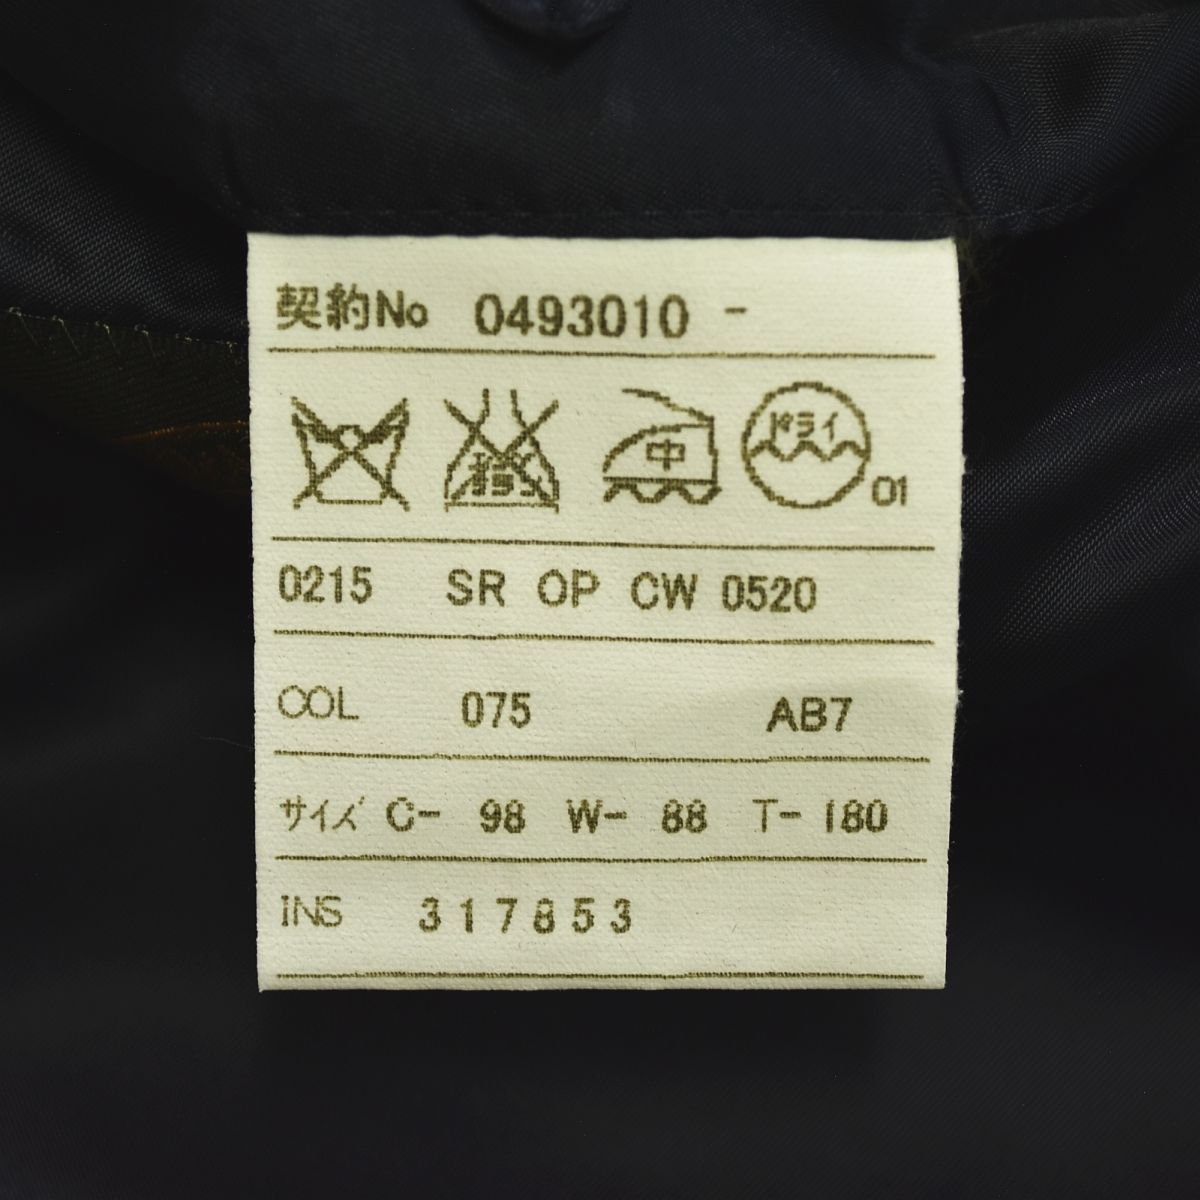 契約No 0493010 -
中 ドライ 01
0215 SR OP CW 0520
COL 075 AB7
サイズ C- 98 W- 88 T- 180
INS 317853